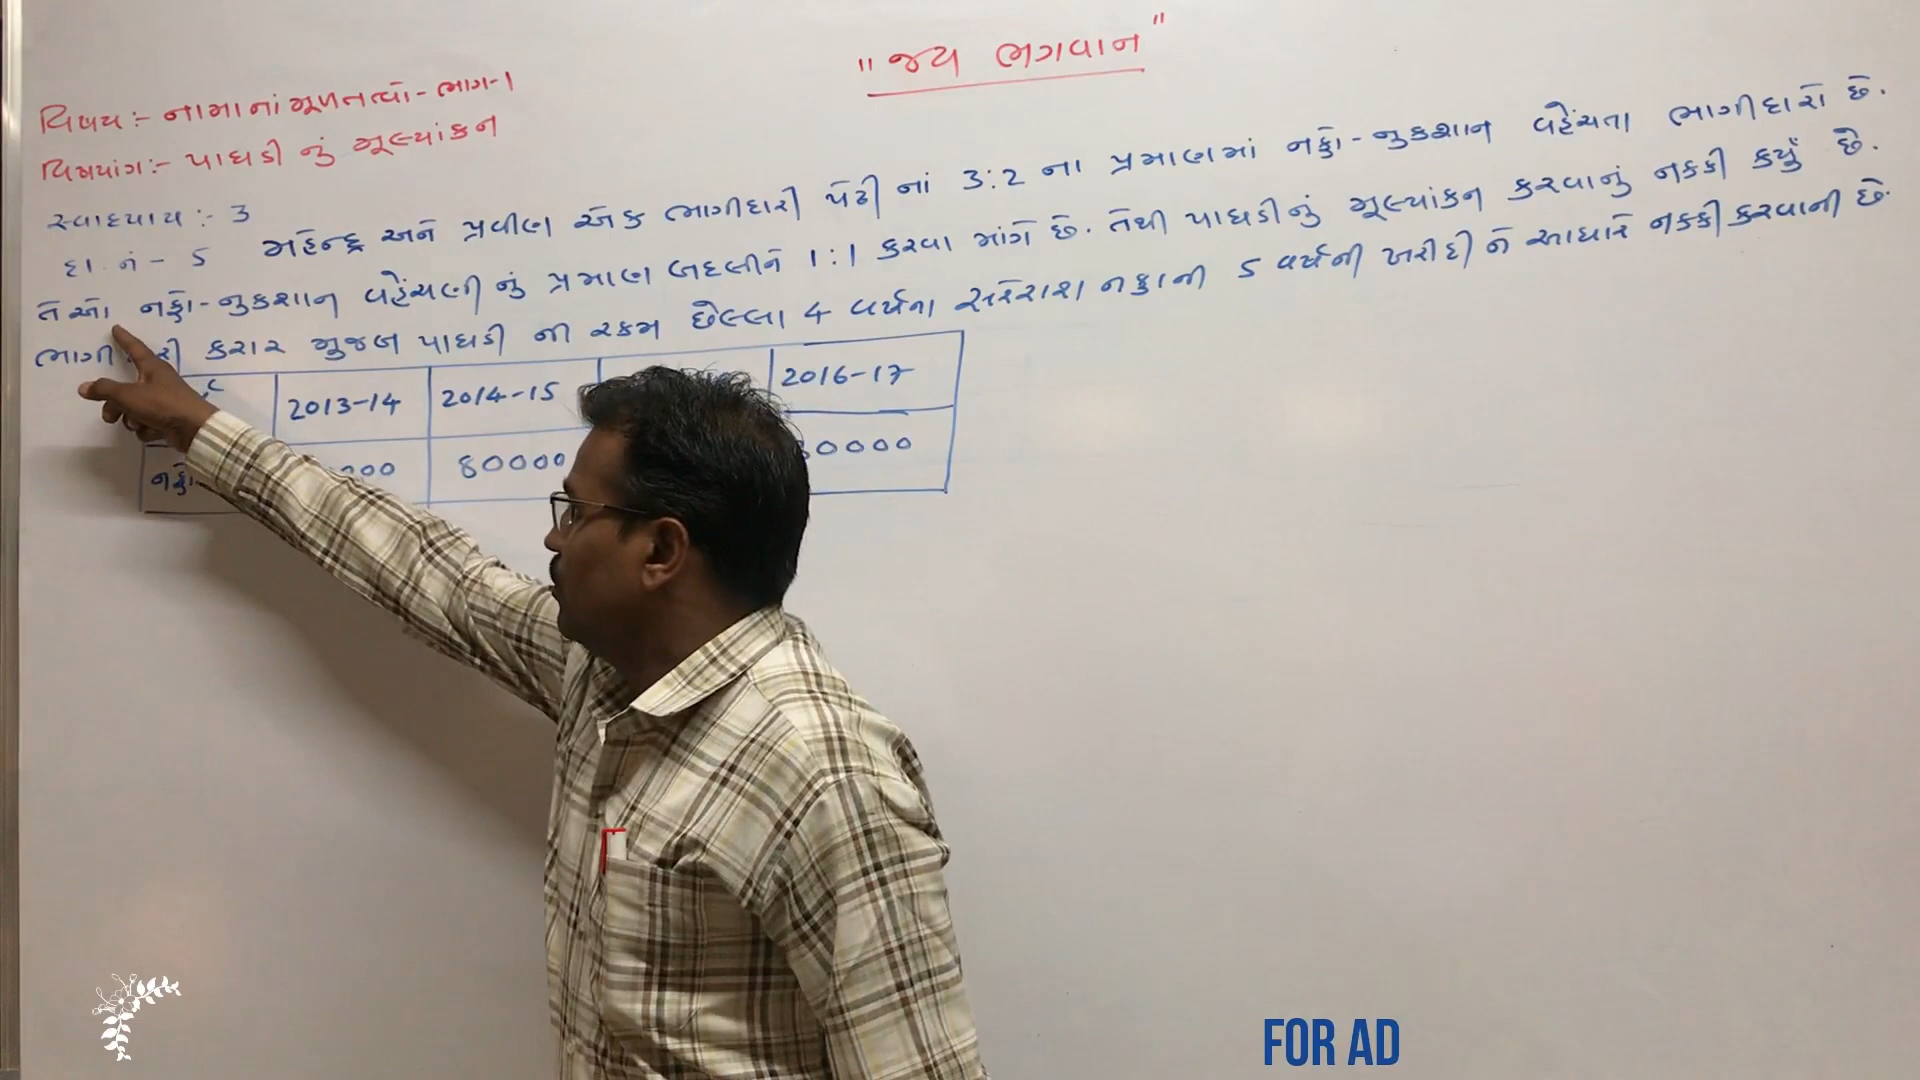 "જય ભગવાન"
વિષય :- નામાનાં મૂળતત્વો - ભાગ-1
વિષયાંગ :- પાઘડી નું મૂલ્યાંકન
સ્વાધ્યાય :- 3
દા. નં - 5 મહેન્દ્ર અને પ્રવીણ એક ભાગીદારી પેઢી નાં 3:2 ના પ્રમાણમાં નફો-નુકશાન વહેંચતા ભાગીદારો છે.
તેઓ નફો-નુકશાન વહેંચણી નું પ્રમાણ બદલીને 1:1 કરવા માંગે છે. તેથી પાઘડીનું મૂલ્યાંકન કરવાનું નક્કી કર્યું છે.
કરાર મુજબ પાઘડી ની રકમ છેલ્લા 4 વર્ષના સરેરાશ નફાની 5 વર્ષની ખરીદી ને આધારે નક્કી કરવાની છે.
2013-14 2014-15 2016-17
નફો 80000
FOR AD